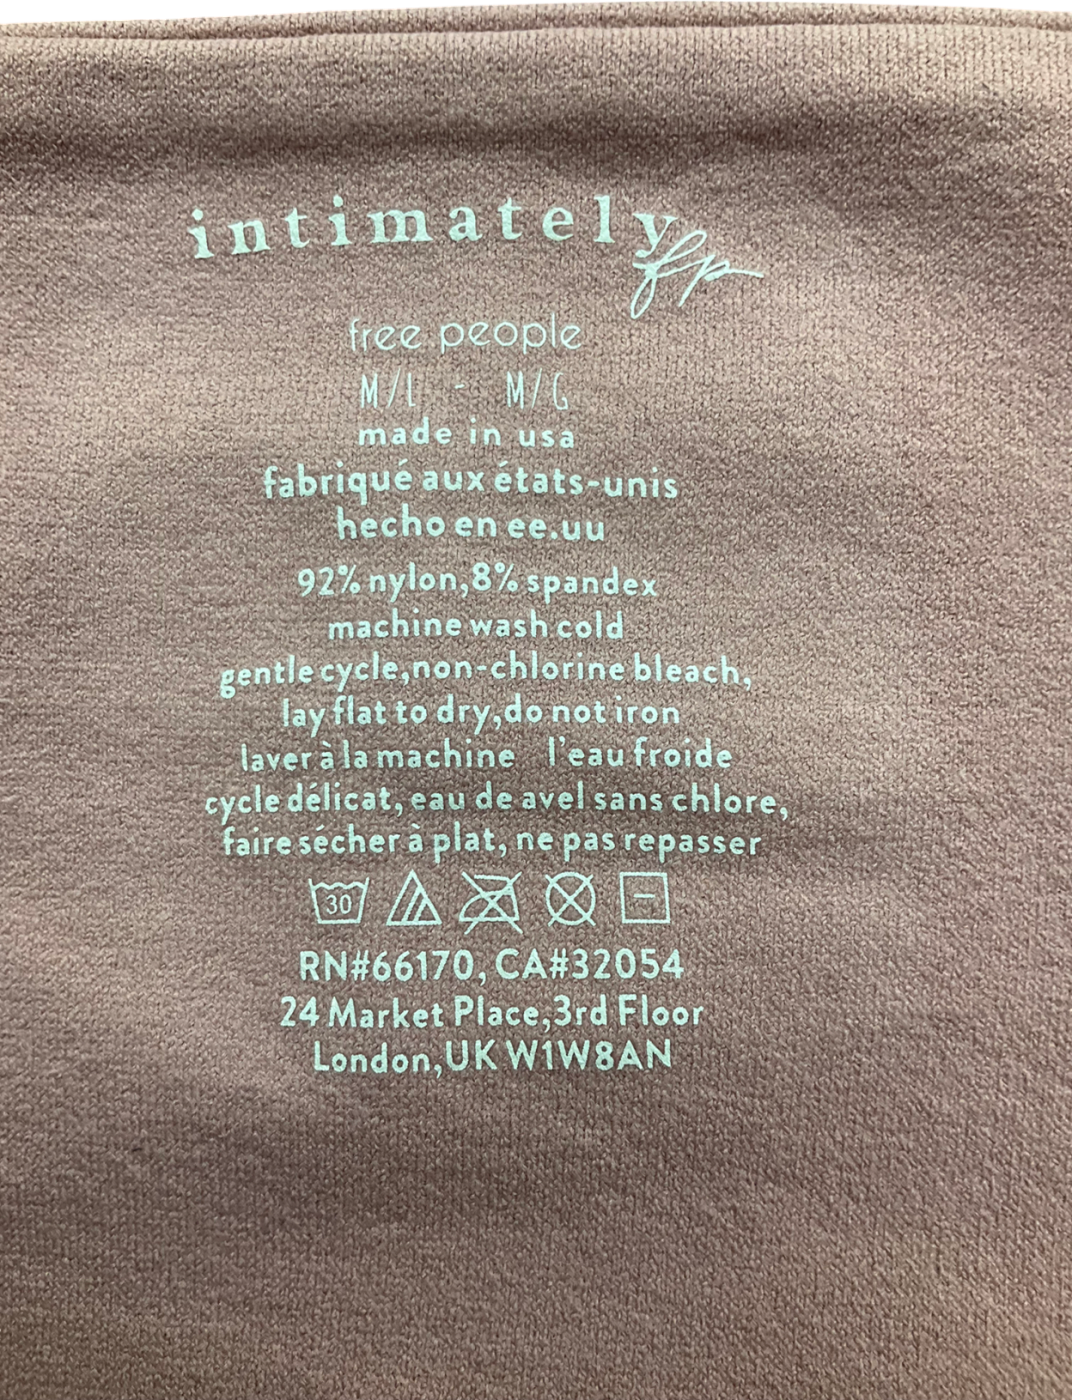 intimately
fp
free people
M/L - M/G
made in usa
fabriqué aux états-unis
hecho en ee.uu
92% nylon,8% spandex
machine wash cold
gentle cycle,non-chlorine bleach,
lay flat to dry,do not iron
laver à la machine l'eau froide
cycle délicat, eau de avel sans chlore,
faire sécher à plat, ne pas repasser
30
RN#66170, CA#32054
24 Market Place,3rd Floor
London,UK W1W8AN